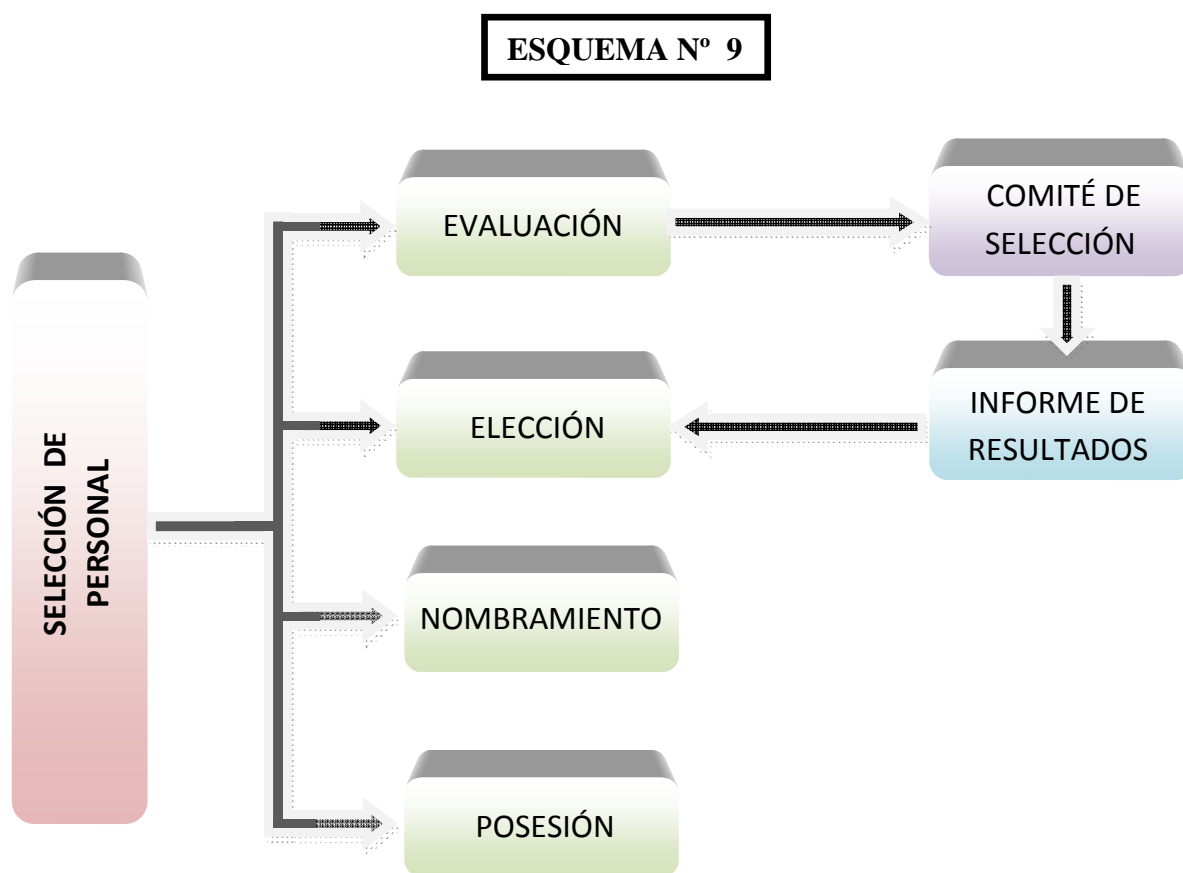 ESQUEMA Nº 9
EVALUACIÓN
COMITÉ DE
SELECCIÓN
ELECCIÓN
INFORME DE
RESULTADOS
SELECCIÓN DE
PERSONAL
NOMBRAMIENTO
POSESIÓN